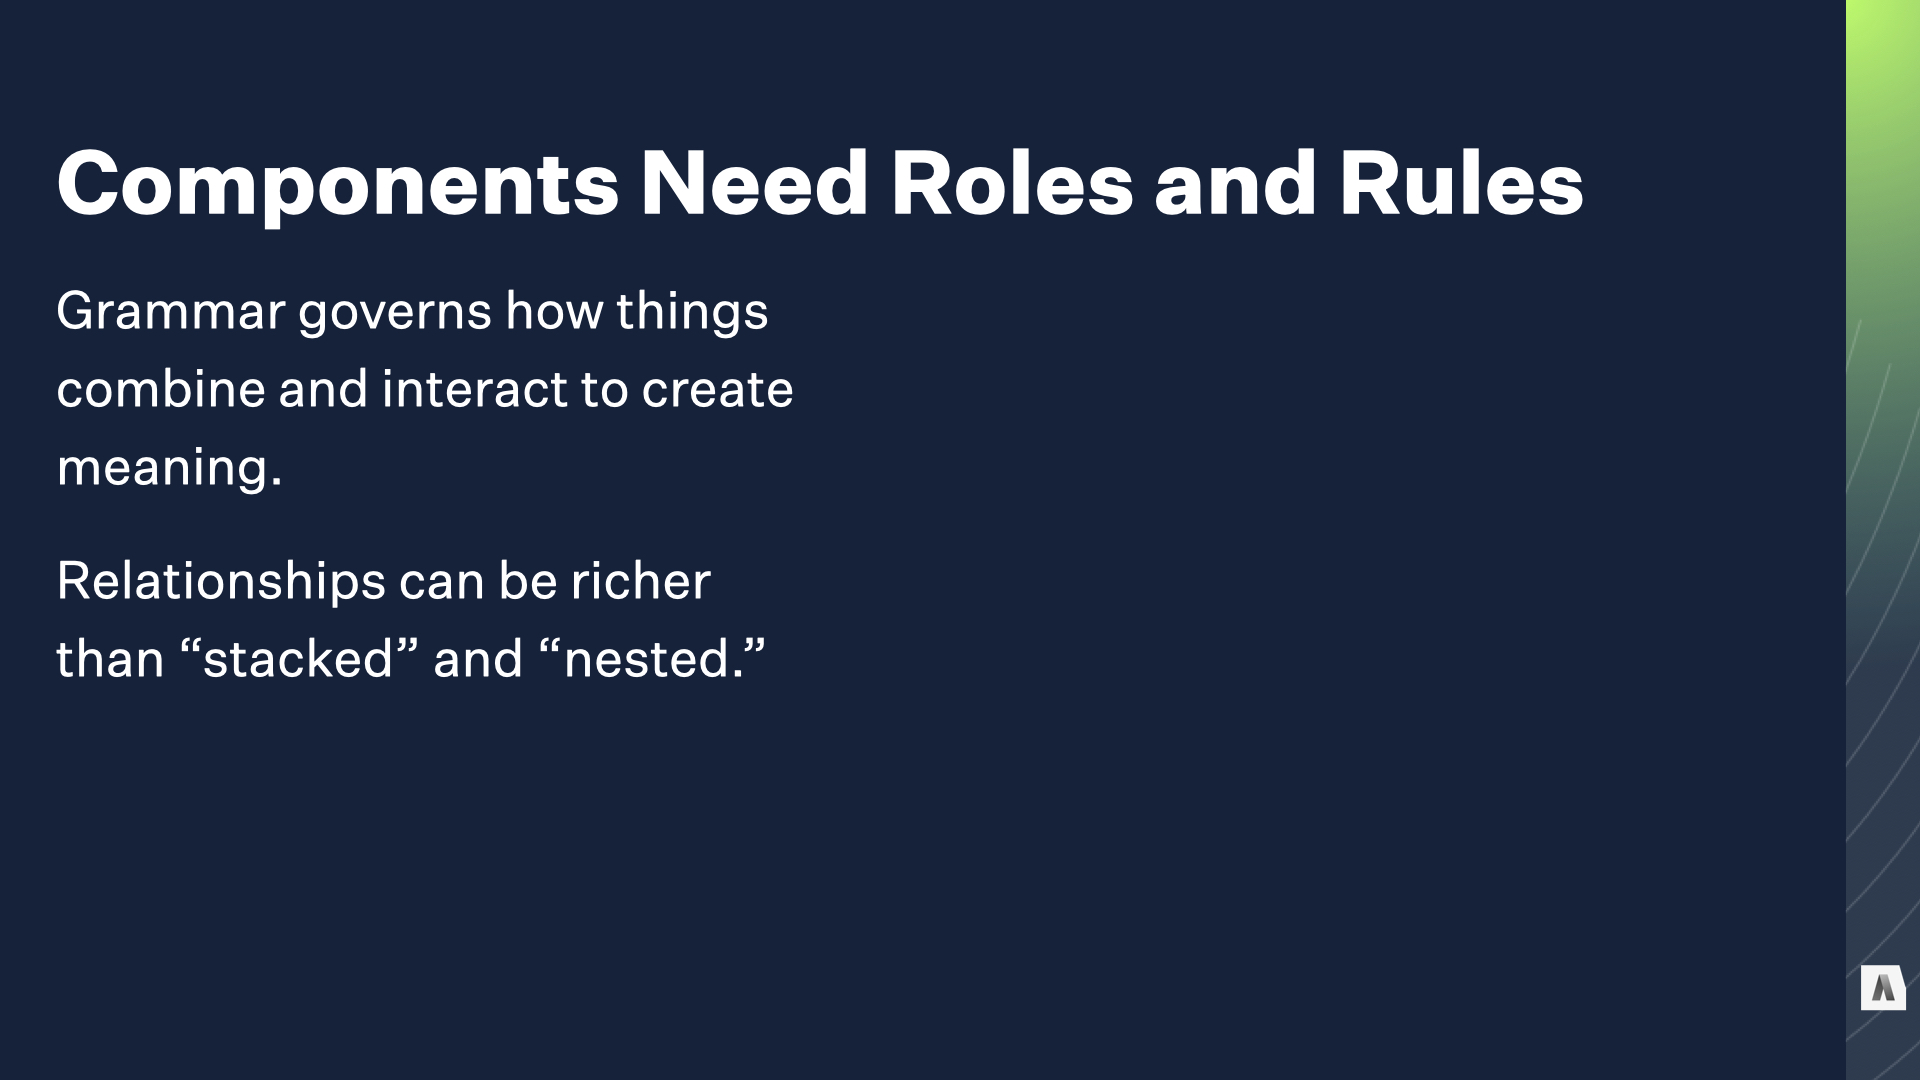 Components Need Roles and Rules
Grammar governs how things
combine and interact to create
meaning.
Relationships can be richer
than “stacked” and “nested.”